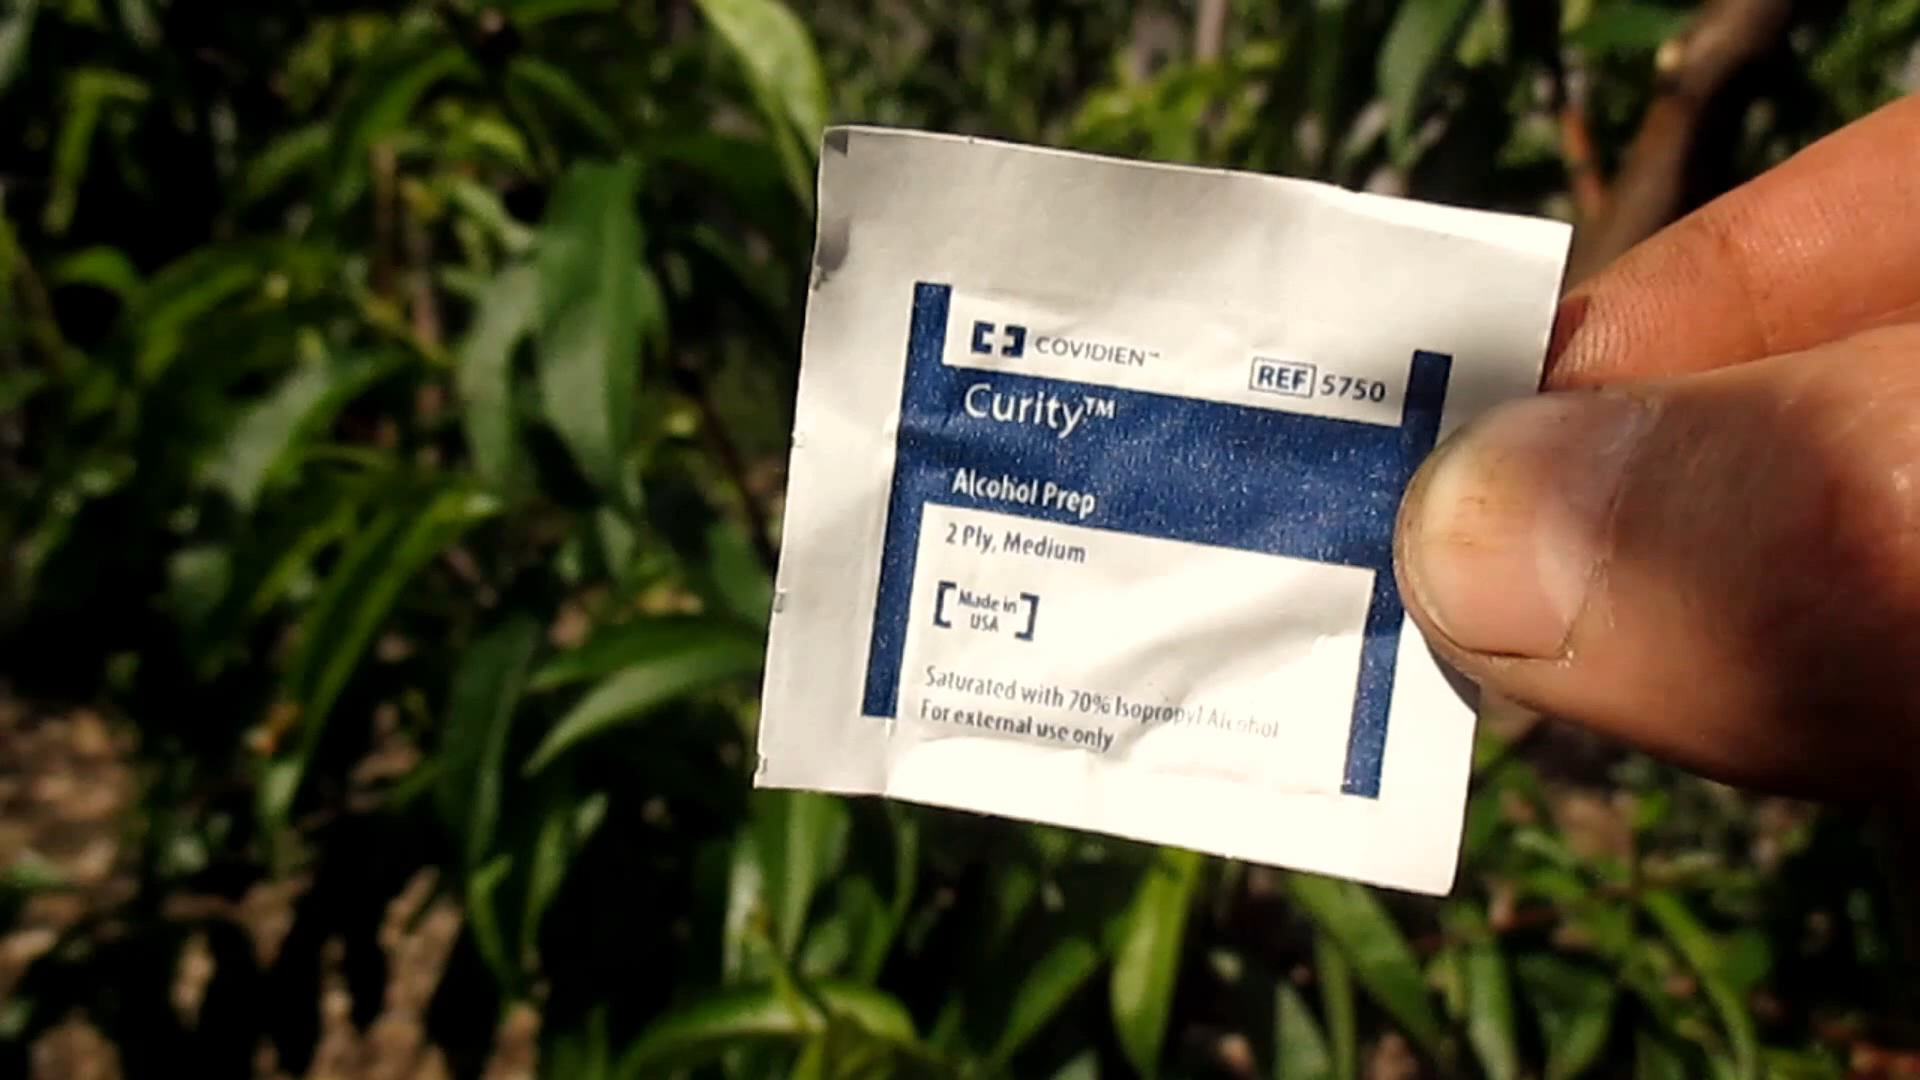 COVIDIEN™
REF 5750
Curity™
Alcohol Prep
2 Ply, Medium
Made in
USA
Saturated with 70% Isopropyl Alcohol
For external use only